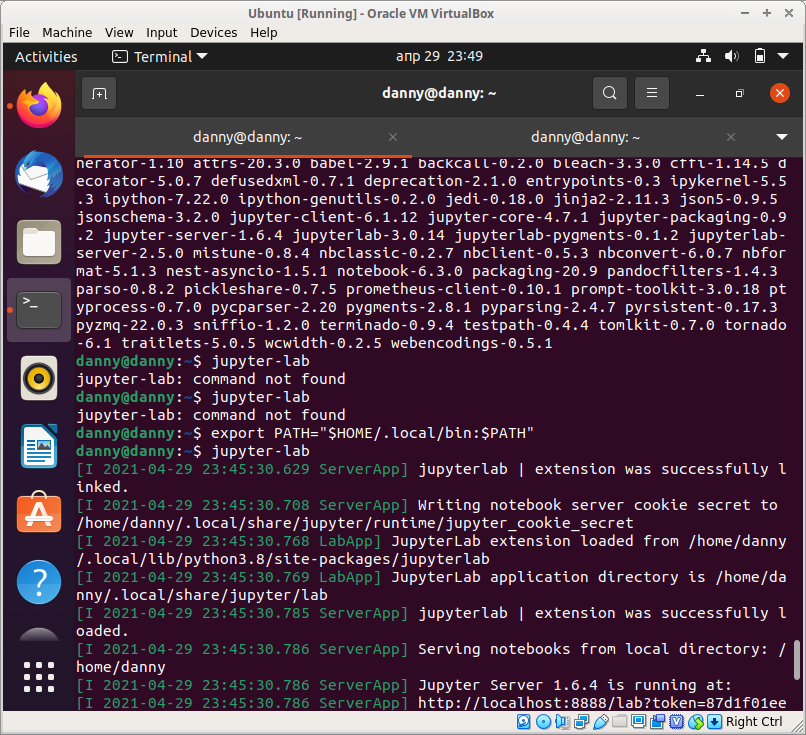 Ubuntu [Running] - Oracle VM VirtualBox
File Machine View Input Devices Help
Activities Terminal апр 29 23:49
danny@danny: ~
danny@danny: ~ danny@danny: ~
nerator-1.10 attrs-20.3.0 babel-2.9.1 backcall-0.2.0 bleach-3.3.0 cffi-1.14.5 d
ecorator-5.0.7 defusedxml-0.7.1 deprecation-2.1.0 entrypoints-0.3 ipykernel-5.5
.3 ipython-7.22.0 ipython-genutils-0.2.0 jedi-0.18.0 jinja2-2.11.3 json5-0.9.5
jsonschema-3.2.0 jupyter-client-6.1.12 jupyter-core-4.7.1 jupyter-packaging-0.9
.2 jupyter-server-1.6.4 jupyterlab-3.0.14 jupyterlab-pygments-0.1.2 jupyterlab-
server-2.5.0 mistune-0.8.4 nbclassic-0.2.7 nbclient-0.5.3 nbconvert-6.0.7 nbfor
mat-5.1.3 nest-asyncio-1.5.1 notebook-6.3.0 packaging-20.9 pandocfilters-1.4.3
parso-0.8.2 pickleshare-0.7.5 prometheus-client-0.10.1 prompt-toolkit-3.0.18 pt
yprocess-0.7.0 pycparser-2.20 pygments-2.8.1 pyparsing-2.4.7 pyrsistent-0.17.3
pyzmq-22.0.3 sniffio-1.2.0 terminado-0.9.4 testpath-0.4.4 tomlkit-0.7.0 tornado
-6.1 traitlets-5.0.5 wcwidth-0.2.5 webencodings-0.5.1
danny@danny:~$ jupyter-lab
jupyter-lab: command not found
danny@danny:~$ jupyter-lab
jupyter-lab: command not found
danny@danny:~$ export PATH="$HOME/.local/bin:$PATH"
danny@danny:~$ jupyter-lab
[I 2021-04-29 23:45:30.629 ServerApp] jupyterlab | extension was successfully l
inked.
[I 2021-04-29 23:45:30.708 ServerApp] Writing notebook server cookie secret to
/home/danny/.local/share/jupyter/runtime/jupyter_cookie_secret
[I 2021-04-29 23:45:30.768 LabApp] JupyterLab extension loaded from /home/danny
/.local/lib/python3.8/site-packages/jupyterlab
[I 2021-04-29 23:45:30.769 LabApp] JupyterLab application directory is /home/da
nny/.local/share/jupyter/lab
[I 2021-04-29 23:45:30.785 ServerApp] jupyterlab | extension was successfully l
oaded.
[I 2021-04-29 23:45:30.786 ServerApp] Serving notebooks from local directory: /
home/danny
[I 2021-04-29 23:45:30.786 ServerApp] Jupyter Server 1.6.4 is running at:
[I 2021-04-29 23:45:30.786 ServerApp] http://localhost:8888/lab?token=87d1f01ee
Right Ctrl